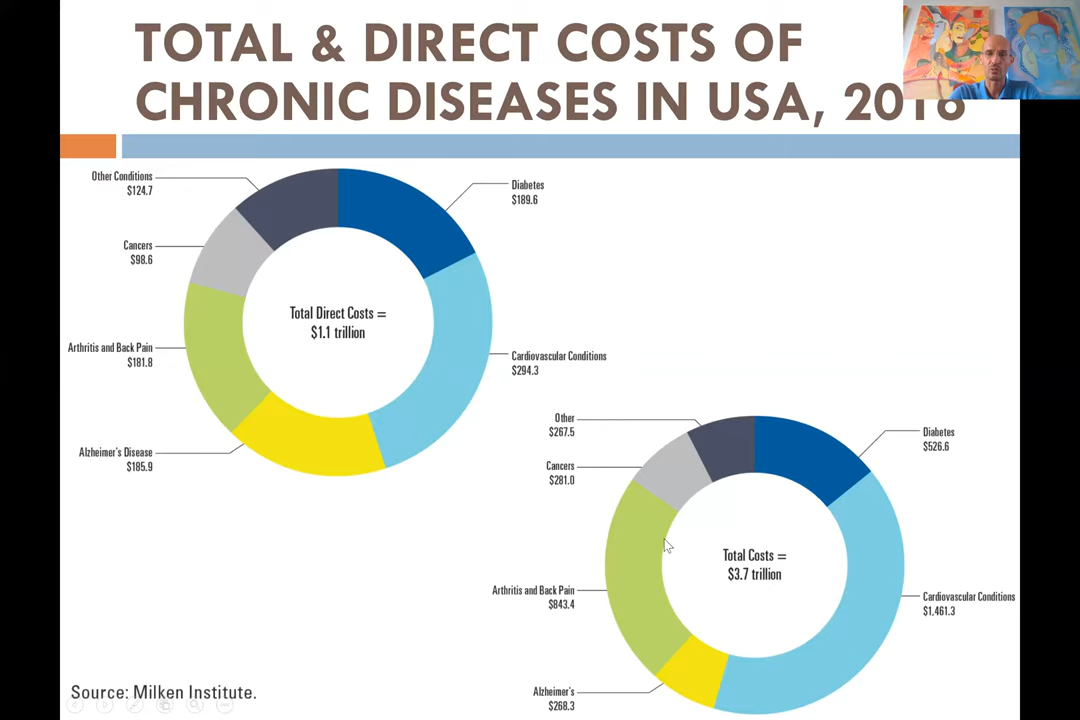 TOTAL & DIRECT COSTS OF
CHRONIC DISEASES IN USA, 2016
Other Conditions
$124.7
Diabetes
$189.6
Cancers
$98.6
Total Direct Costs =
$1.1 trillion
Arthritis and Back Pain
$181.8
Cardiovascular Conditions
$294.3
Alzheimer's Disease
$185.9
Other
$267.5
Diabetes
$526.6
Cancers
$281.0
Total Costs =
$3.7 trillion
Arthritis and Back Pain
$843.4
Cardiovascular Conditions
$1,461.3
Alzheimer's
$268.3
Source: Milken Institute.